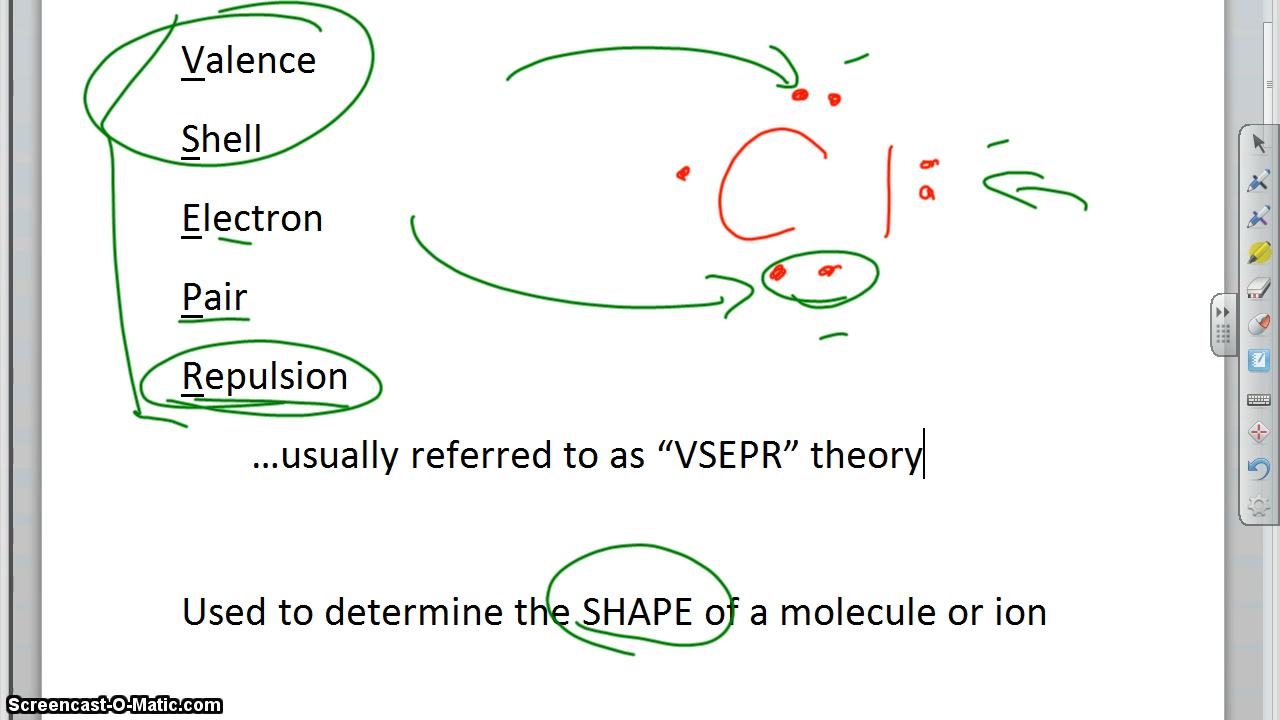 Valence
Shell
Electron
Pair
Repulsion
...usually referred to as “VSEPR” theory
Used to determine the SHAPE of a molecule or ion
Cl
Screencast-O-Matic.com